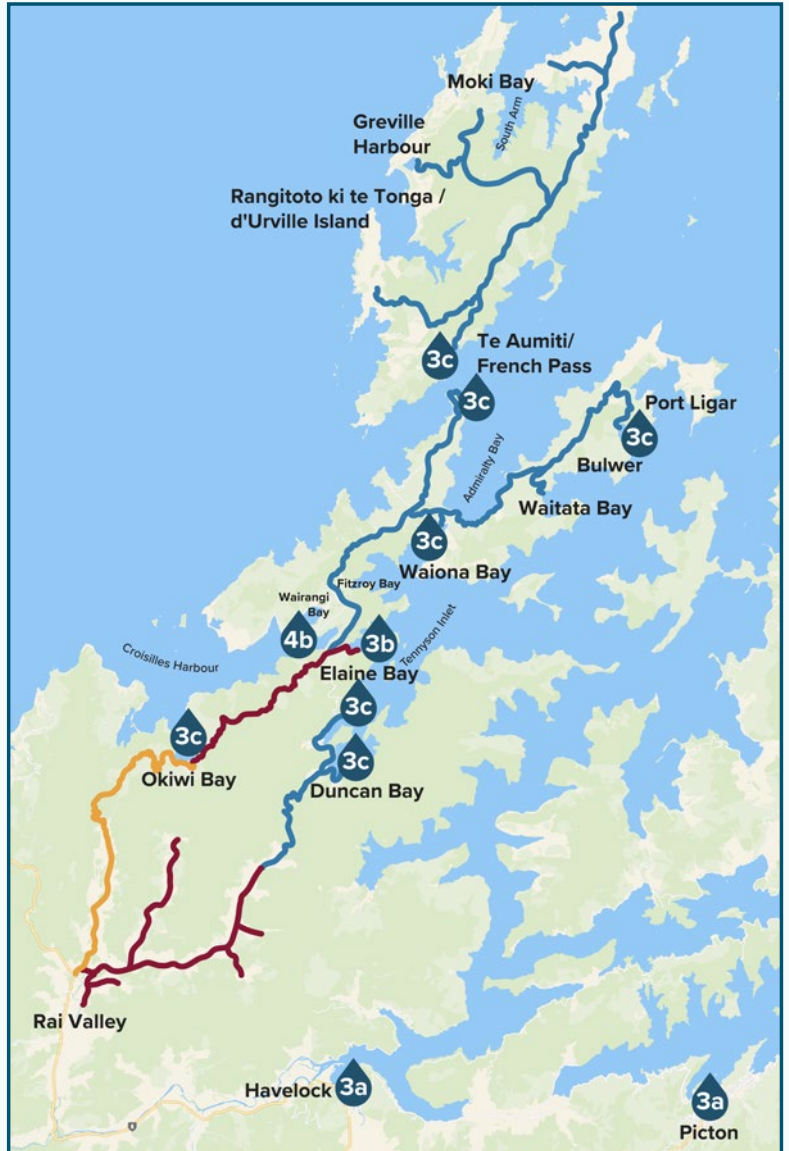 Moki Bay
South Arm
Greville
Harbour
Rangitoto ki te Tonga /
d'Urville Island
3c
Te Aumiti/
French Pass
3c
Port Ligar
3c
Bulwer
Admiralty Bay
Waitata Bay
3c
Waiona Bay
Fitzroy Bay
Wairangi
Bay
4b
3b
Tennyson Inlet
Croisilles Harbour
Elaine Bay
3c
3c
Okiwi Bay
3c
Duncan Bay
Rai Valley
Havelock
3a
3a
Picton
6